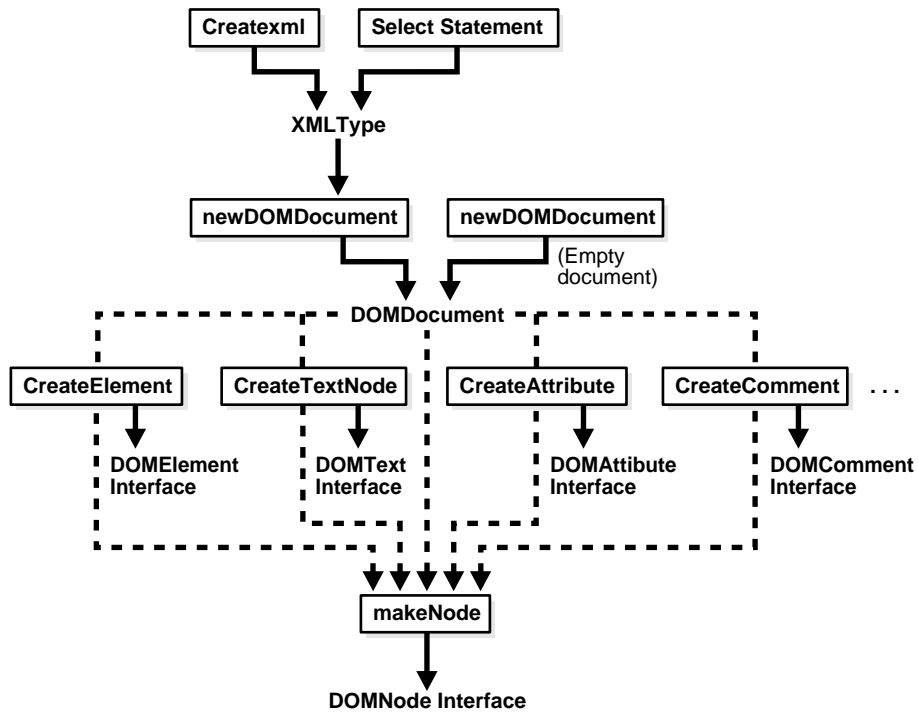 Createxml
Select Statement
XMLType
newDOMDocument
newDOMDocument
(Empty
document)
DOMDocument
CreateElement
CreateTextNode
CreateAttribute
CreateComment
...
DOMElement
Interface
DOMText
Interface
DOMAttibute
Interface
DOMComment
Interface
makeNode
DOMNode Interface